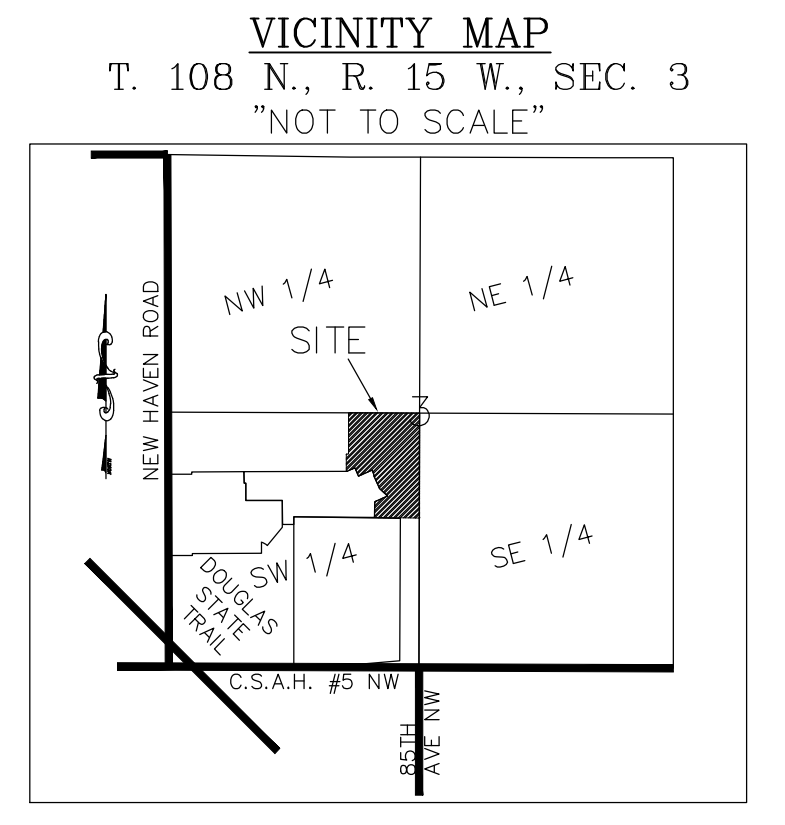 VICINITY MAP
T. 108 N., R. 15 W., SEC. 3
"NOT TO SCALE"
NW 1/4
NE 1/4
SITE
NEW HAVEN ROAD
3
SW 1/4
SE 1/4
DOUGLAS
STATE
TRAIL
C.S.A.H. #5 NW
85TH
AVE NW